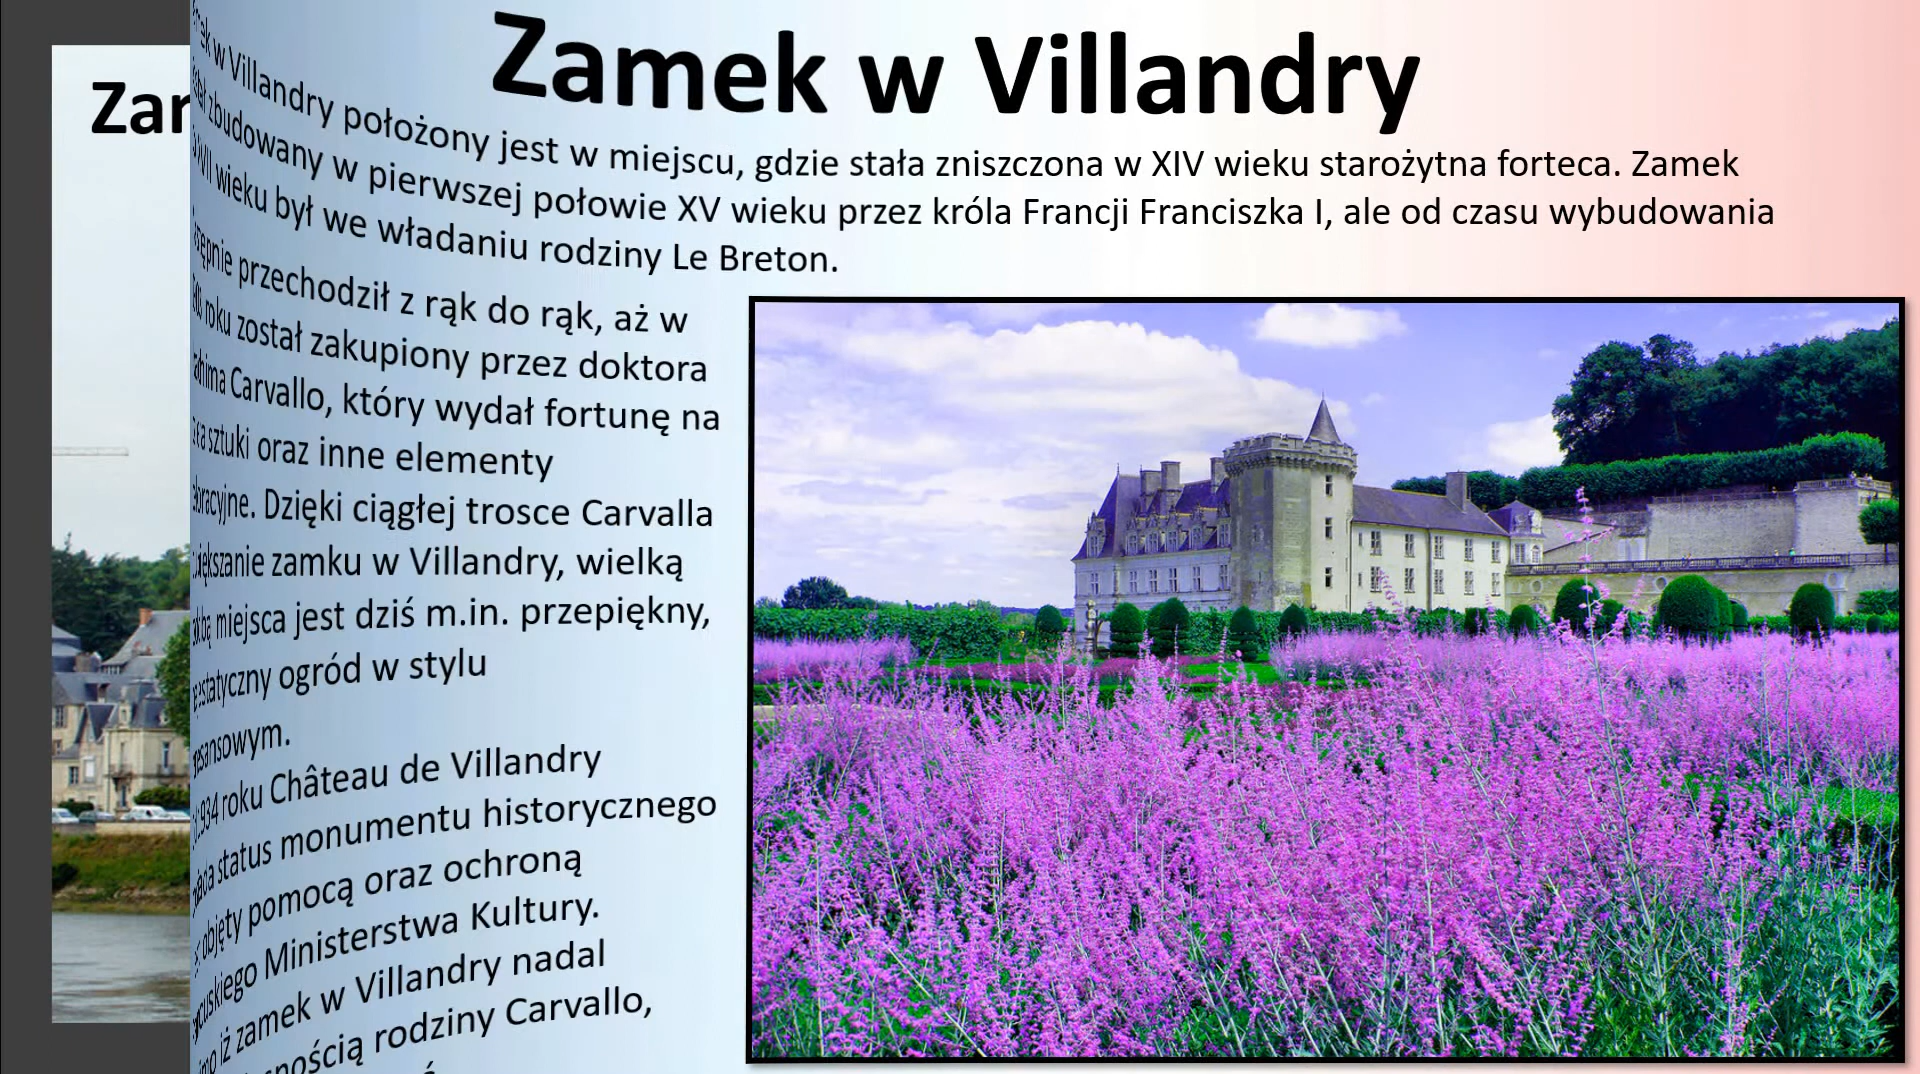 Zamek w Villandry
w Villandry położony jest w miejscu, gdzie stała zniszczona w XIV wieku starożytna forteca. Zamek
zbudowany w pierwszej połowie XV wieku przez króla Francji Franciszka I, ale od czasu wybudowania
wieku był we władaniu rodziny Le Breton.
przechodził z rąk do rąk, aż w
roku został zakupiony przez doktora
Carvallo, który wydał fortunę na
sztuki oraz inne elementy
Dzięki ciągłej trosce Carvalla
zamku w Villandry, wielką
miejsca jest dziś m.in. przepiękny,
ogród w stylu
1934 roku Château de Villandry
status monumentu historycznego
objęty pomocą oraz ochroną
Ministerstwa Kultury.
iż zamek w Villandry nadal
rodziny Carvallo,